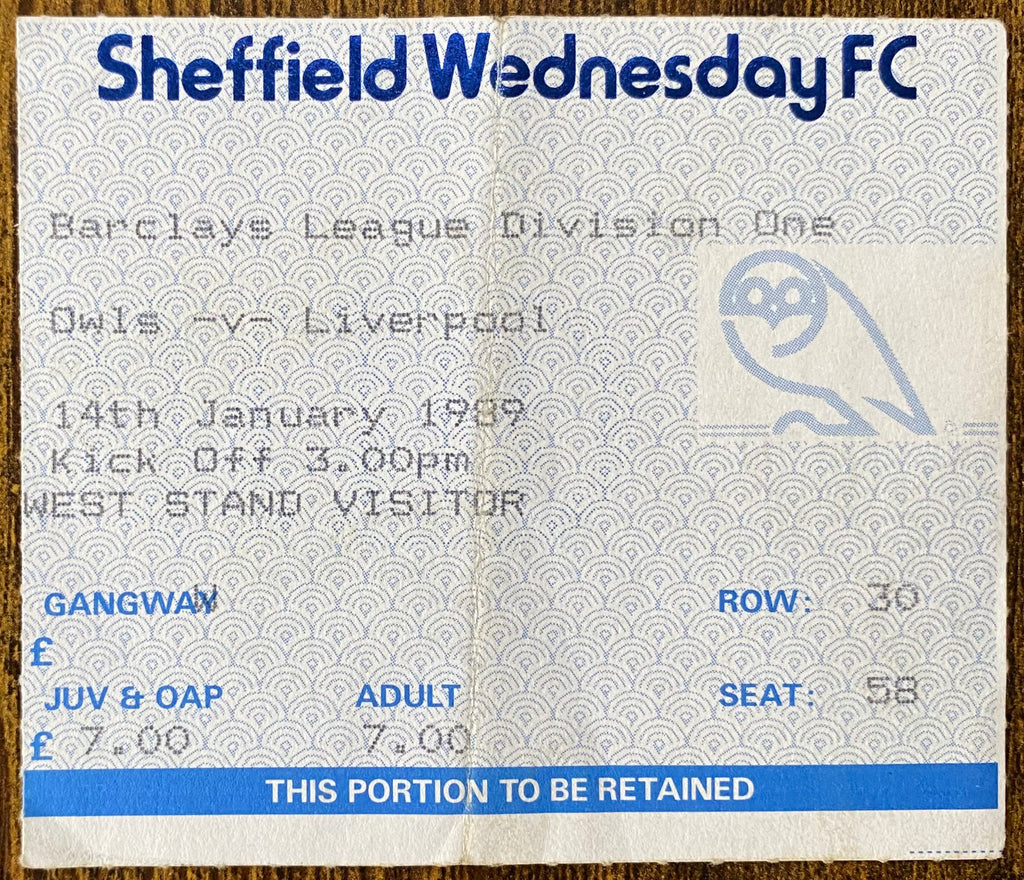 Sheffield Wednesday FC
Barclays League Division One
Owls -v- Liverpool
14th January 1989
Kick Off 3.00pm
WEST STAND VISITOR
GANGWAY W ROW: 30
£
JUV & OAP ADULT SEAT: 58
£ 7.00 7.00
THIS PORTION TO BE RETAINED